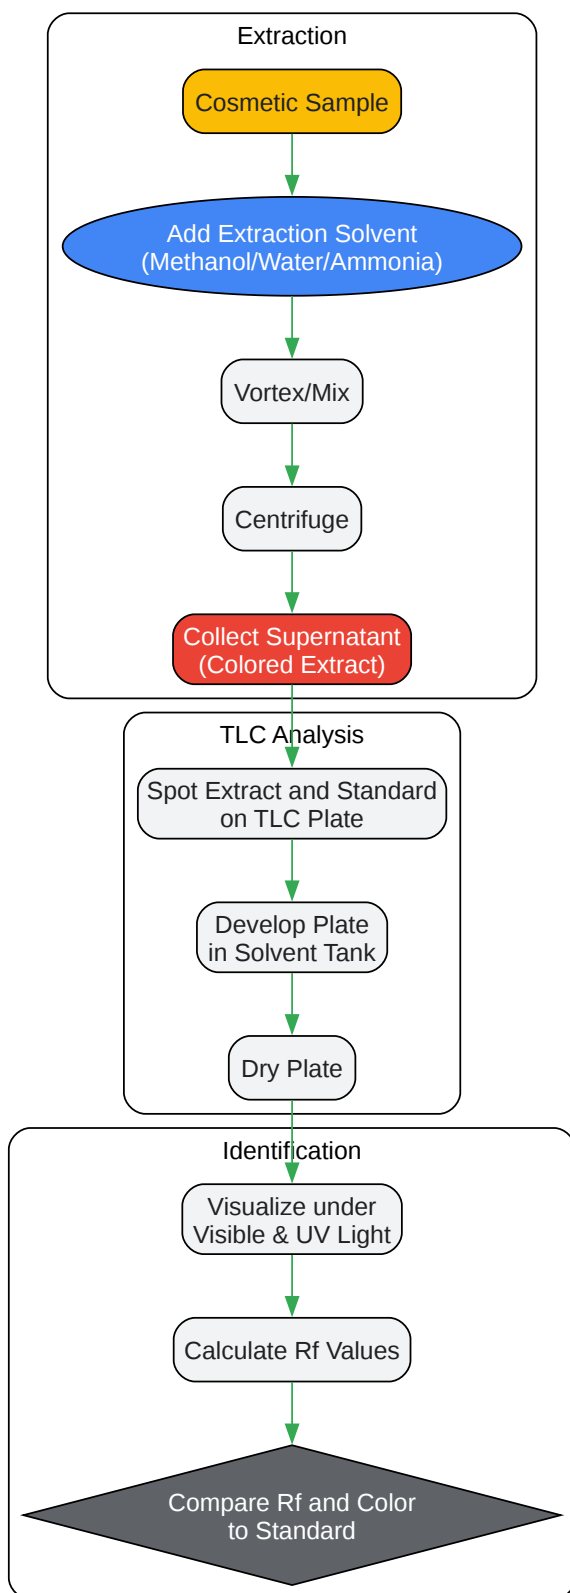 Extraction
Cosmetic Sample
Add Extraction Solvent
(Methanol/Water/Ammonia)
Vortex/Mix
Centrifuge
Collect Supernatant
(Colored Extract)
TLC Analysis
Spot Extract and Standard
on TLC Plate
Develop Plate
in Solvent Tank
Dry Plate
Identification
Visualize under
Visible & UV Light
Calculate Rf Values
Compare Rf and Color
to Standard